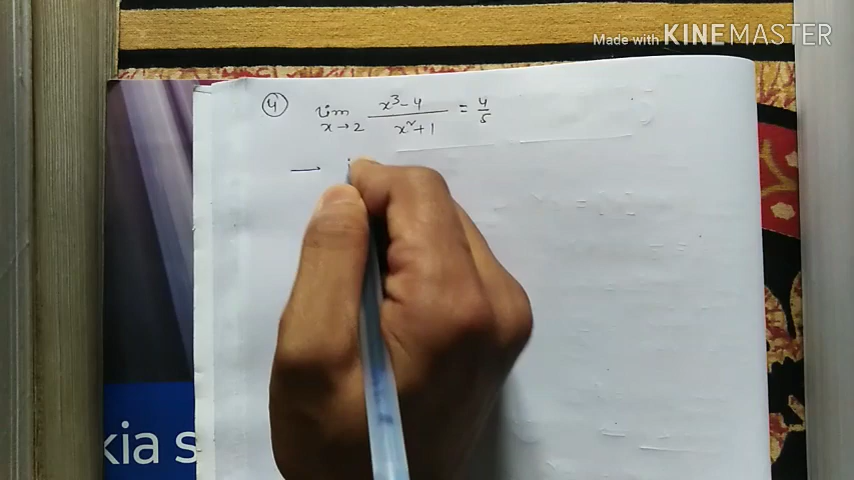 Made with KINEMASTER
④ lim x→2 (x³-4)/(x²+1) = 4/5
kia s